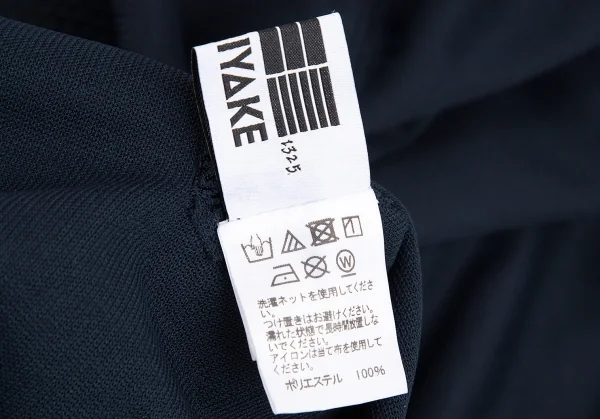 IYAKE
132 5.
洗濯ネットを使用してくださ
い。
つけ置きはお避けください。
濡れた状態で長時間放置しな
いでください。
アイロンは当て布を使用して
ください。
ポリエステル 100%